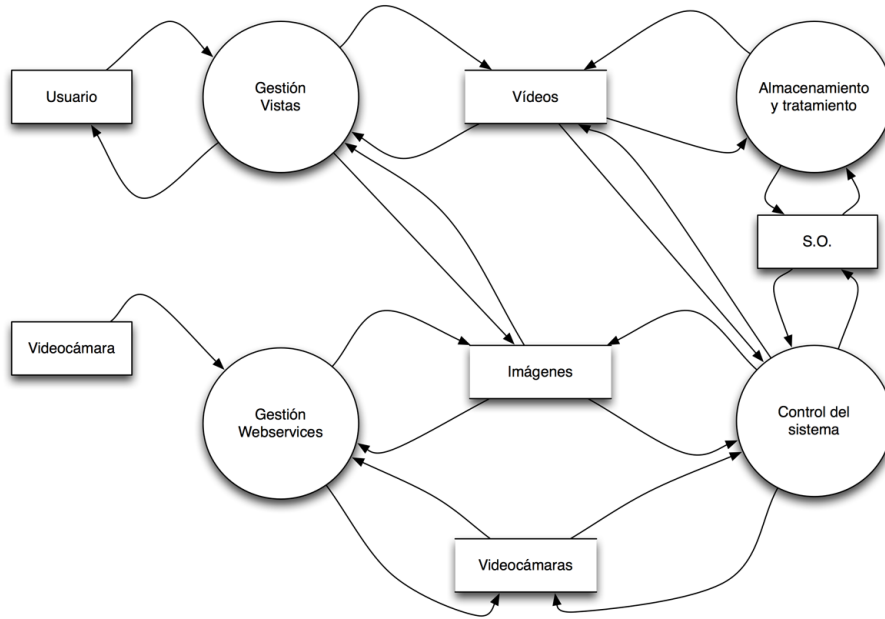 Usuario
Gestión
Vistas
Vídeos
Almacenamiento
y tratamiento
S.O.
Videocámara
Gestión
Webservices
Imágenes
Control del
sistema
Videocámaras